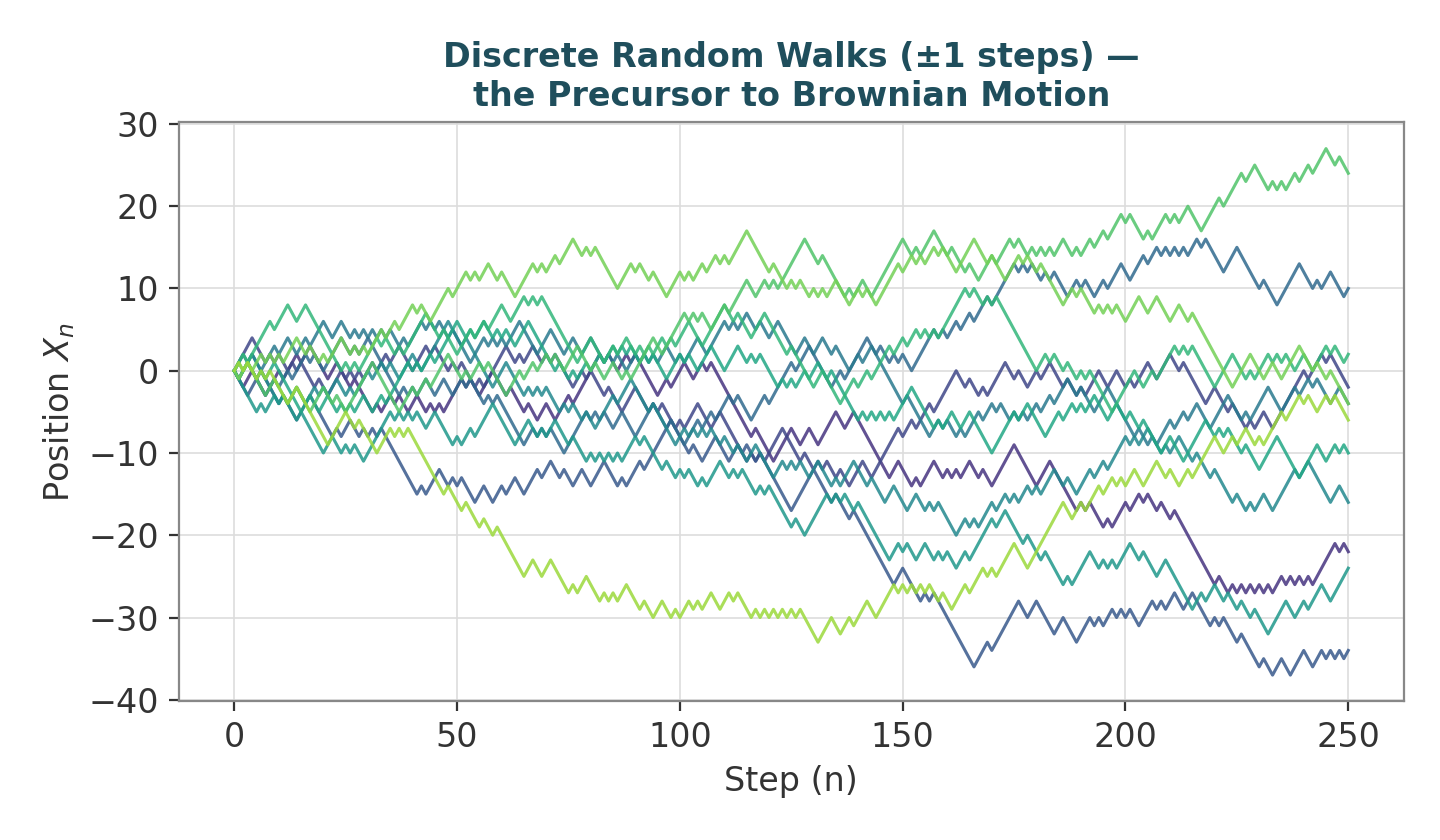 Discrete Random Walks (±1 steps) —
the Precursor to Brownian Motion
30
20
10
0
−10
−20
−30
−40
Position Xn
0 50 100 150 200 250
Step (n)